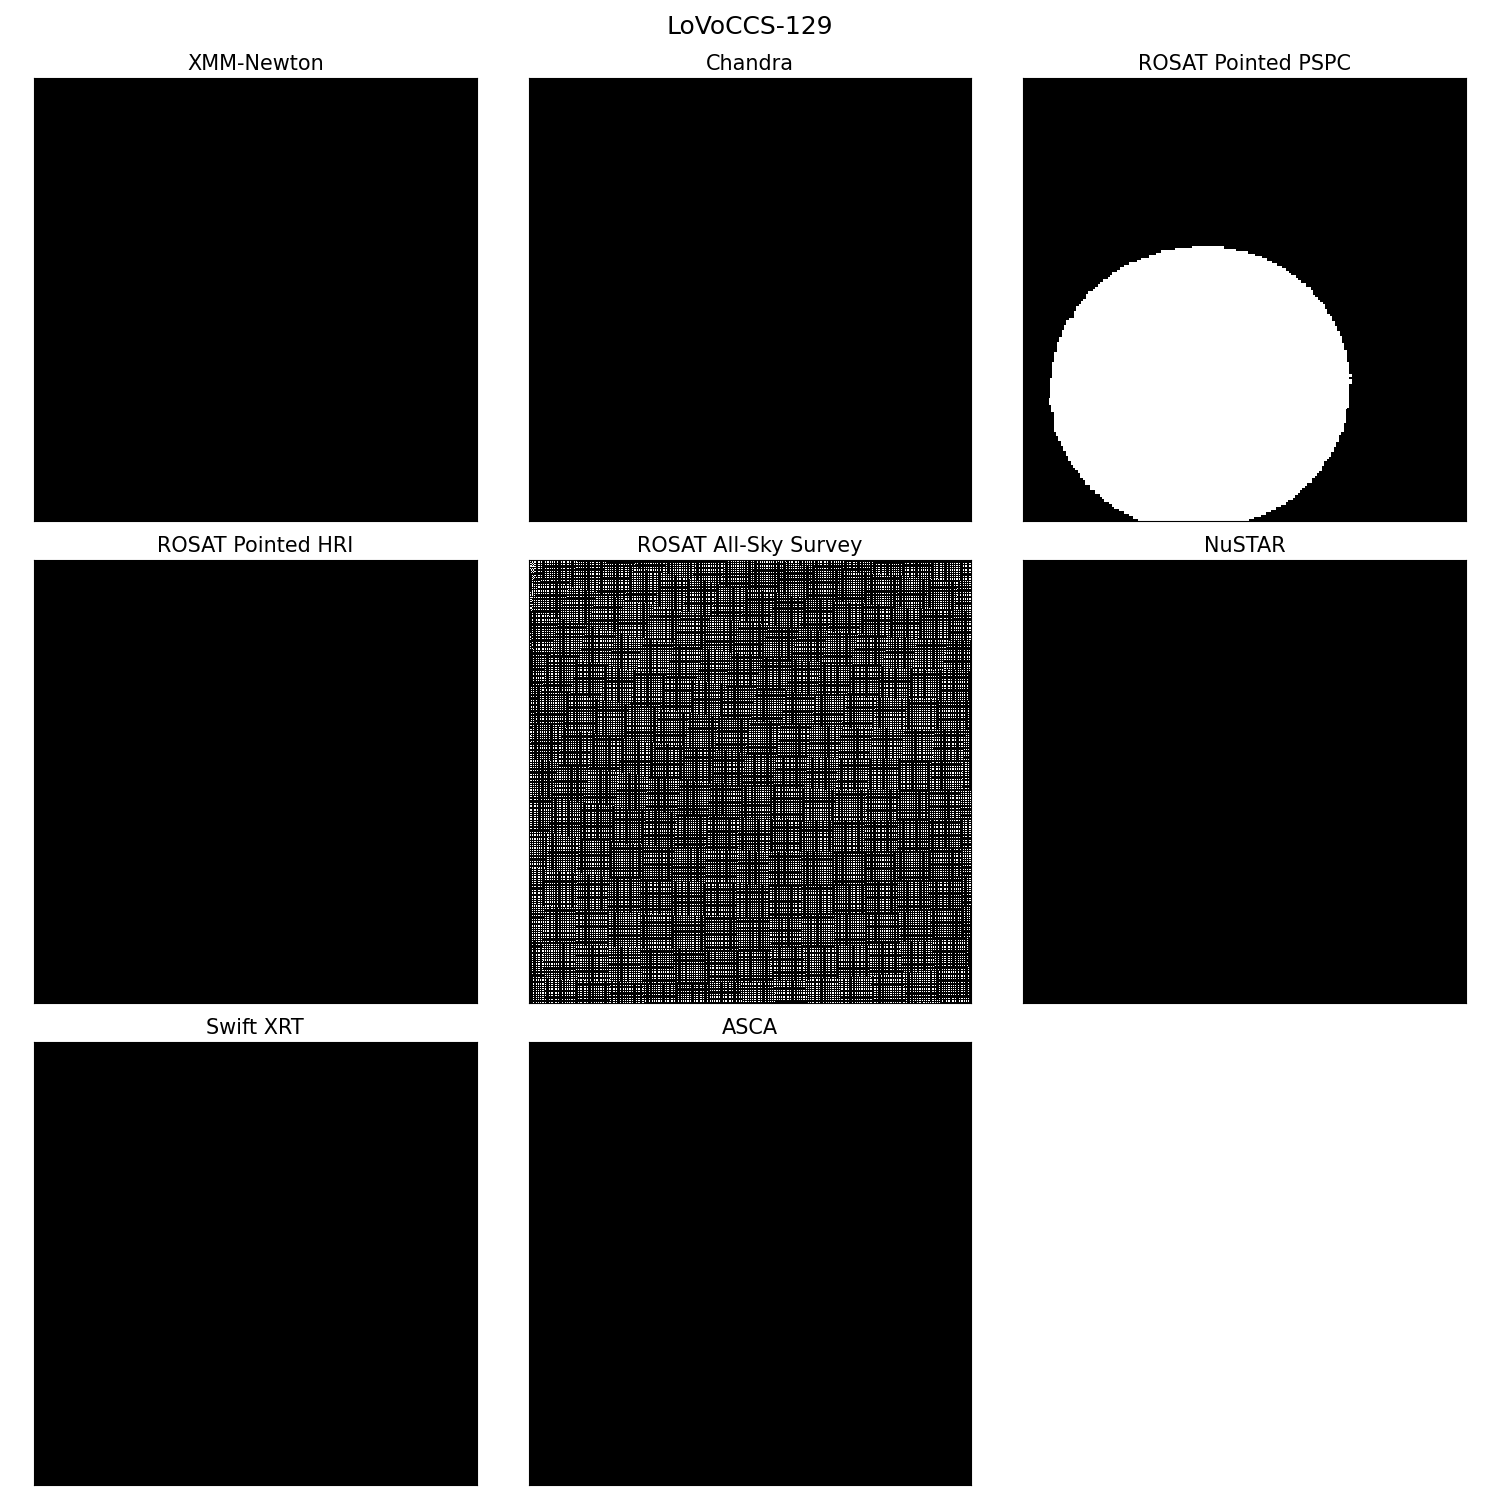 LoVoCCS-129
XMM-Newton
Chandra
ROSAT Pointed PSPC
ROSAT Pointed HRI
ROSAT All-Sky Survey
NuSTAR
Swift XRT
ASCA